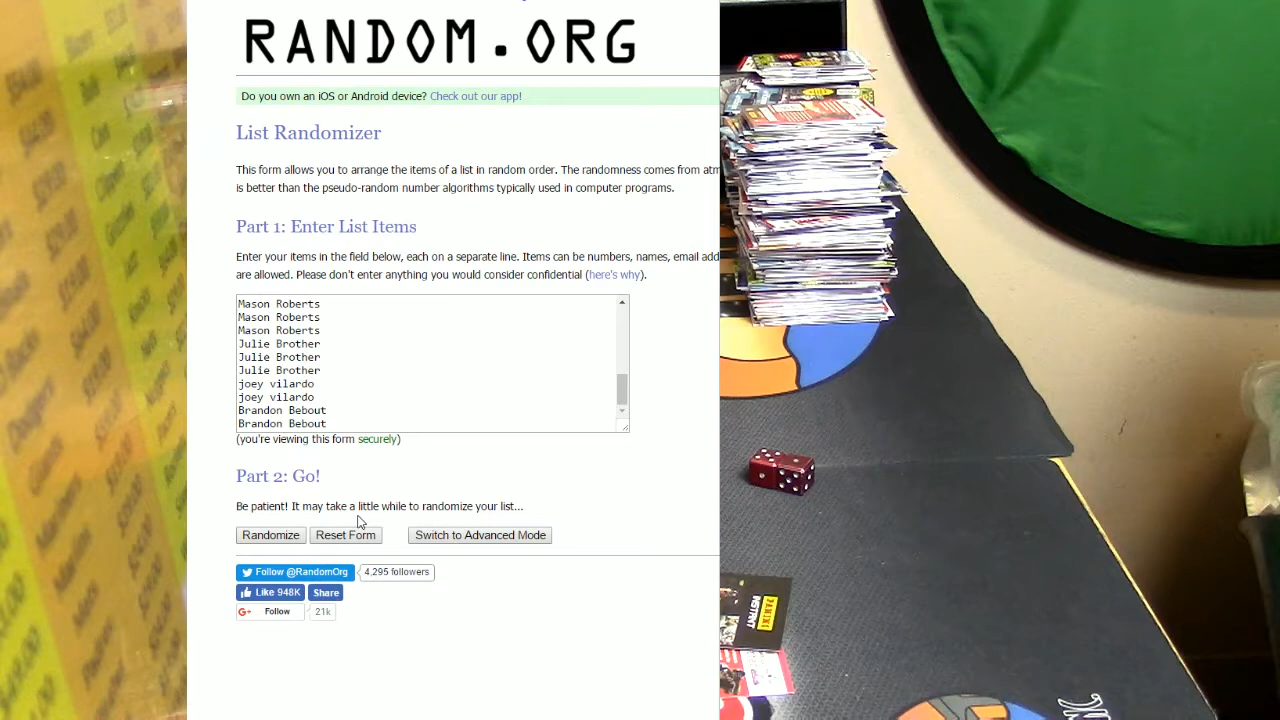 RANDOM.ORG
Do you own an iOS or Android device? Check out our app!
List Randomizer
This form allows you to arrange the items of a list in random order. The randomness comes from
is better than the pseudo-random number algorithms typically used in computer programs.
Part 1: Enter List Items
Enter your items in the field below, each on a separate line. Items can be numbers, names, email
are allowed. Please don't enter anything you would consider confidential (here's why).
Mason Roberts
Mason Roberts
Mason Roberts
Julie Brother
Julie Brother
Julie Brother
joey vilardo
joey vilardo
Brandon Bebout
Brandon Bebout
(you're viewing this form securely)
Part 2: Go!
Be patient! It may take a little while to randomize your list...
Randomize
Reset Form
Switch to Advanced Mode
Follow @RandomOrg
4,295 followers
Like 948K
Share
Follow
21k
PANINI
INSTANT